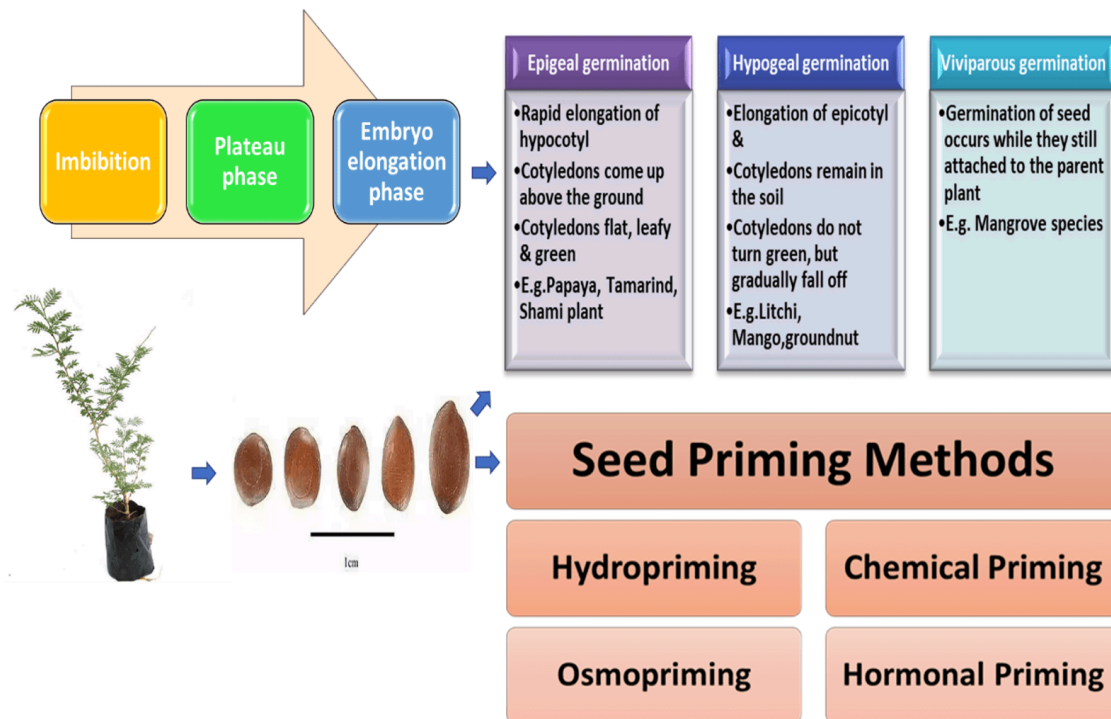 Imbibition
Plateau
phase
Embryo
elongation
phase
Epigeal germination
•Rapid elongation of
hypocotyl
•Cotyledons come up
above the ground
•Cotyledons flat, leafy
& green
•E.g.Papaya, Tamarind,
Shami plant
Hypogeal germination
•Elongation of epicotyl
&
•Cotyledons remain in
the soil
•Cotyledons do not
turn green, but
gradually fall off
•E.g.Litchi,
Mango,groundnut
Viviparous germination
•Germination of seed
occurs while they still
attached to the parent
plant
•E.g. Mangrove species
1cm
Seed Priming Methods
Hydropriming
Chemical Priming
Osmopriming
Hormonal Priming